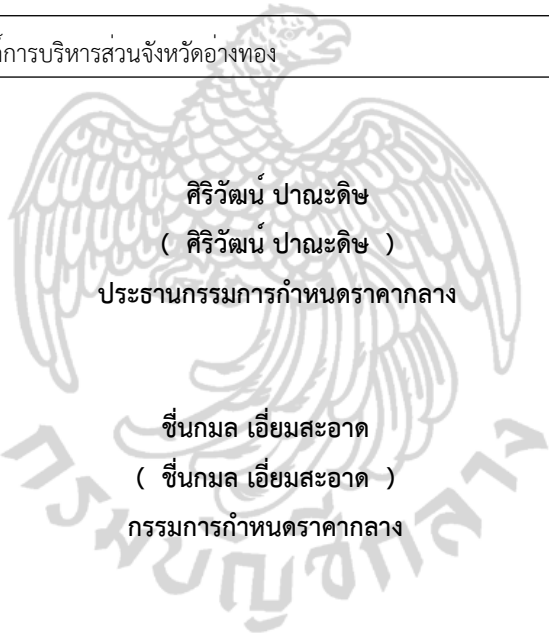 การบริหารส่วนจังหวัดอ่างทอง
ศิริวัฒน์ ปาณะดิษ
( ศิริวัฒน์ ปาณะดิษ )
ประธานกรรมการกำหนดราคากลาง
ชื่นกมล เอี่ยมสะอาด
( ชื่นกมล เอี่ยมสะอาด )
กรรมการกำหนดราคากลาง
กรมบัญชีกลาง